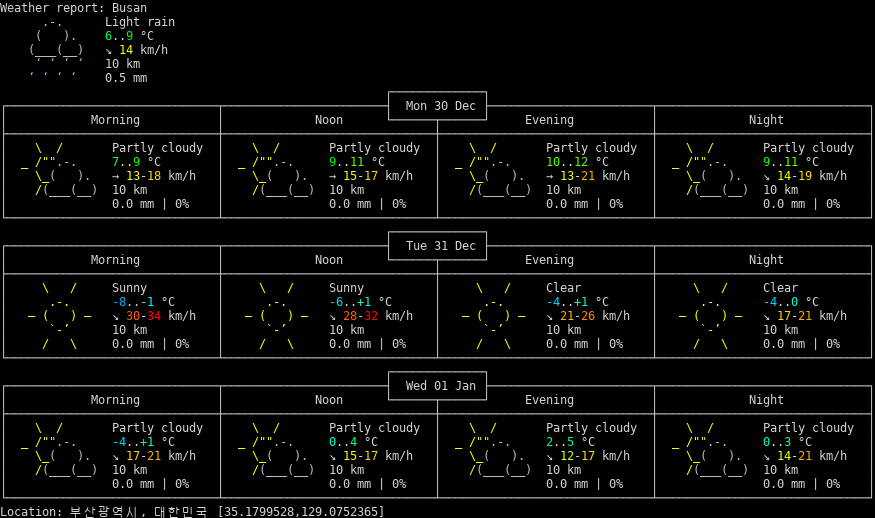 Weather report: Busan
Light rain
6..9 °C
↘ 14 km/h
10 km
0.5 mm
Mon 30 Dec
Morning Noon Evening Night
Partly cloudy Partly cloudy Partly cloudy Partly cloudy
7..9 °C 9..11 °C 10..12 °C 9..11 °C
→ 13-18 km/h → 15-17 km/h → 13-21 km/h ↘ 14-19 km/h
10 km 10 km 10 km 10 km
0.0 mm | 0% 0.0 mm | 0% 0.0 mm | 0% 0.0 mm | 0%
Tue 31 Dec
Morning Noon Evening Night
Sunny Sunny Clear Clear
-8..-1 °C -6..+1 °C -4..+1 °C -4..0 °C
↘ 30-34 km/h ↘ 28-32 km/h ↘ 21-26 km/h ↘ 17-21 km/h
10 km 10 km 10 km 10 km
0.0 mm | 0% 0.0 mm | 0% 0.0 mm | 0% 0.0 mm | 0%
Wed 01 Jan
Morning Noon Evening Night
Partly cloudy Partly cloudy Partly cloudy Partly cloudy
-4..+1 °C 0..4 °C 2..5 °C 0..3 °C
↘ 17-21 km/h ↘ 15-17 km/h ↘ 12-17 km/h ↘ 14-21 km/h
10 km 10 km 10 km 10 km
0.0 mm | 0% 0.0 mm | 0% 0.0 mm | 0% 0.0 mm | 0%
Location: 부산광역시, 대한민국 [35.1799528,129.0752365]